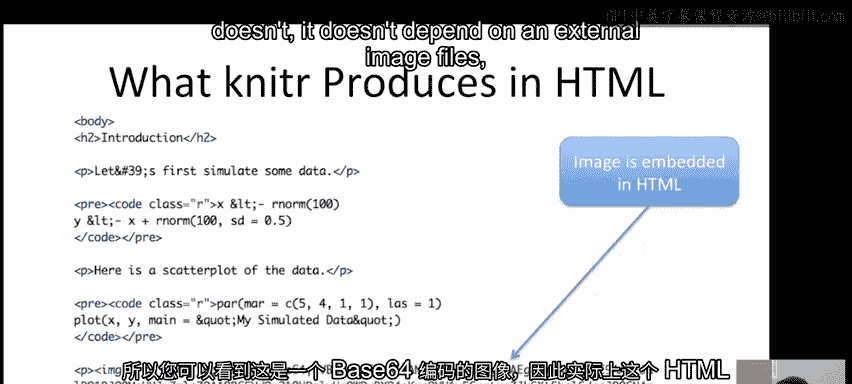 doesn't, it doesn't depend on an external
image files,
What knitr Produces in HTML
<body>
<h2>Introduction</h2>
<p>Let&#39;s first simulate some data.</p>
<pre><code class="r">x &lt;- rnorm(100)
y &lt;- x + rnorm(100, sd = 0.5)
</code></pre>
<p>Here is a scatterplot of the data.</p>
<pre><code class="r">par(mar = c(5, 4, 1, 1), las = 1)
plot(x, y, main = &quot;My Simulated Data&quot;)
</code></pre>
<p><img
Image is embedded
in HTML
所以您可以看到这是一个 Base64 编码的图像。因此实际上这个 HTML